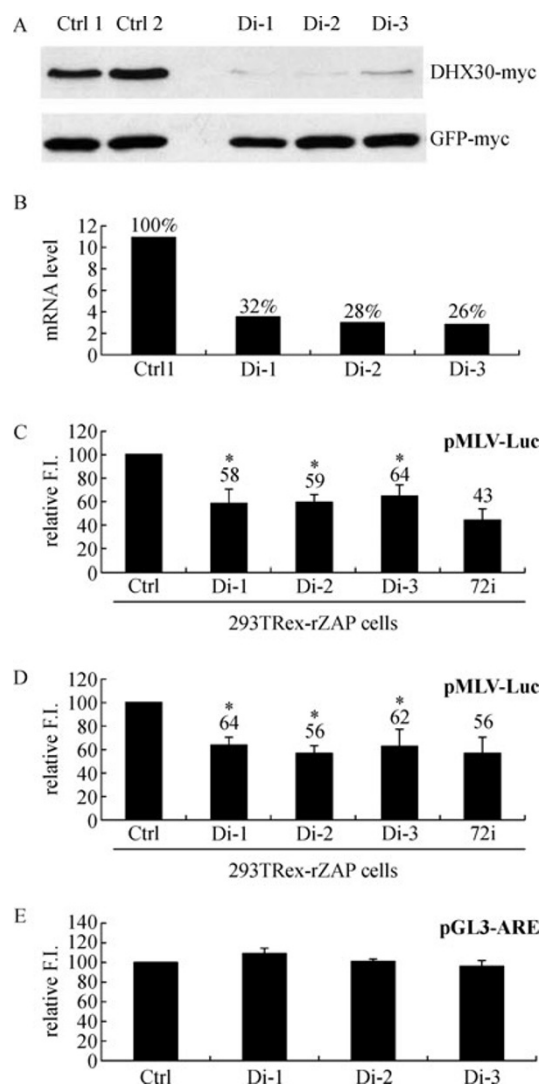 A
Ctrl 1 Ctrl 2 Di-1 Di-2 Di-3
DHX30-myc
GFP-myc
B
mRNA level
12
10
8
6
4
2
0
100%
32%
28%
26%
Ctrl1 Di-1 Di-2 Di-3
C
pMLV-Luc
relative F.I.
120
100
80
60
40
20
0
* * *
58 59 64 43
Ctrl Di-1 Di-2 Di-3 72i
293TRex-rZAP cells
D
pMLV-Luc
relative F.I.
120
100
80
60
40
20
0
* * *
64 56 62 56
Ctrl Di-1 Di-2 Di-3 72i
293TRex-rZAP cells
E
pGL3-ARE
relative F.I.
140
120
100
80
60
40
20
0
Ctrl Di-1 Di-2 Di-3